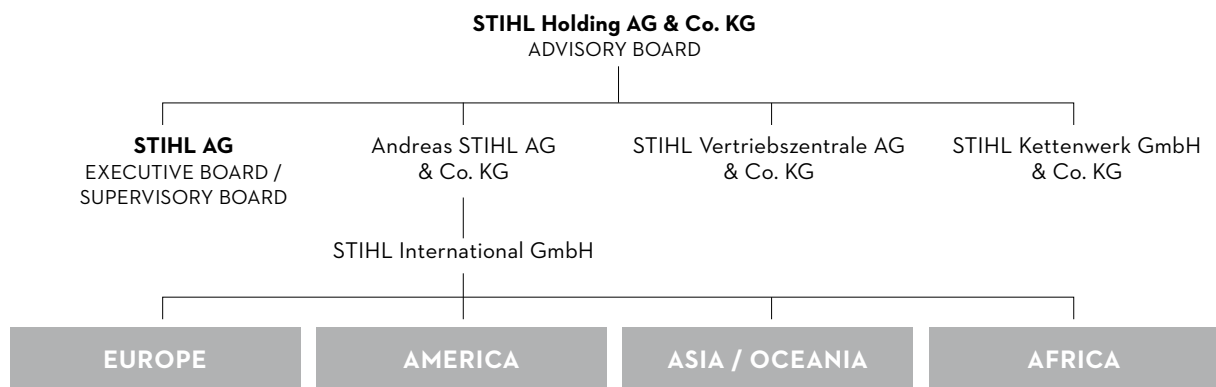 STIHL Holding AG & Co. KG
ADVISORY BOARD
STIHL AG
EXECUTIVE BOARD /
SUPERVISORY BOARD
Andreas STIHL AG
& Co. KG
STIHL Vertriebszentrale AG
& Co. KG
STIHL Kettenwerk GmbH
& Co. KG
STIHL International GmbH
EUROPE
AMERICA
ASIA / OCEANIA
AFRICA